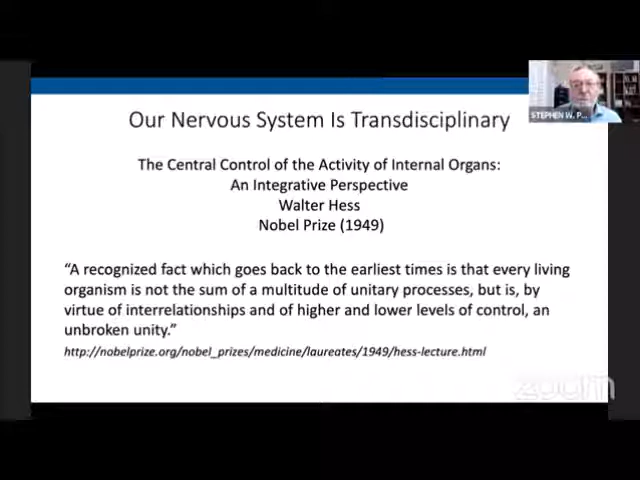 STEPHEN W. P...
Our Nervous System Is Transdisciplinary
The Central Control of the Activity of Internal Organs:
An Integrative Perspective
Walter Hess
Nobel Prize (1949)
“A recognized fact which goes back to the earliest times is that every living
organism is not the sum of a multitude of unitary processes, but is, by
virtue of interrelationships and of higher and lower levels of control, an
unbroken unity.”
http://nobelprize.org/nobel_prizes/medicine/laureates/1949/hess-lecture.html
zoom